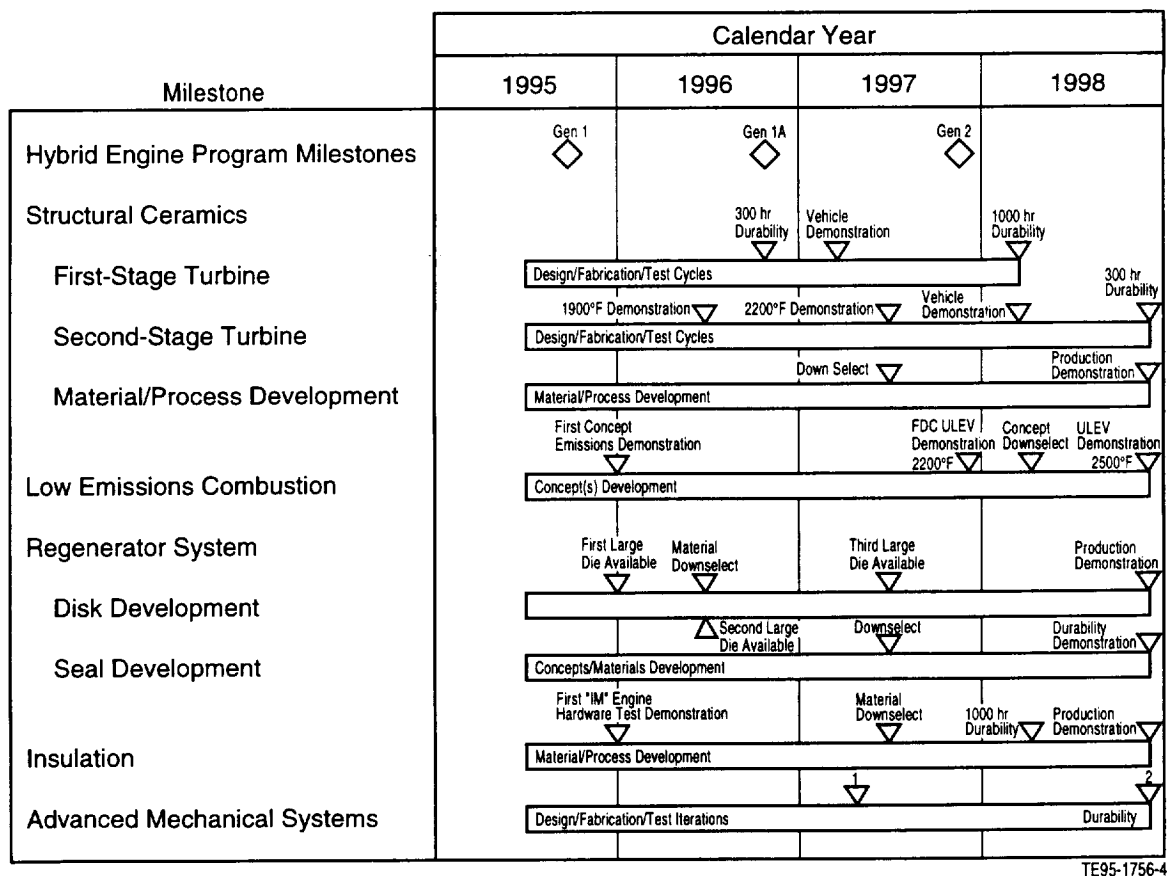 Calendar Year
Milestone
1995 1996 1997 1998
Gen 1 Gen 1A Gen 2
Hybrid Engine Program Milestones
Structural Ceramics
300 hr
Durability
Vehicle
Demonstration
1000 hr
Durability
First-Stage Turbine
Design/Fabrication/Test Cycles
1900°F Demonstration
2200°F Demonstration
Vehicle
Demonstration
300 hr
Durability
Second-Stage Turbine
Design/Fabrication/Test Cycles
Down Select
Production
Demonstration
Material/Process Development
Material/Process Development
First Concept
Emissions Demonstration
FDC ULEV
Demonstration
2200°F
Concept
Downselect
ULEV
Demonstration
2500°F
Low Emissions Combustion
Concept(s) Development
Regenerator System
First Large
Die Available
Material
Downselect
Third Large
Die Available
Production
Demonstration
Disk Development
Second Large
Die Available
Downselect
Durability
Demonstration
Seal Development
Concepts/Materials Development
First "IM" Engine
Hardware Test Demonstration
Material
Downselect
1000 hr
Durability
Production
Demonstration
Insulation
Material/Process Development
1 2
Advanced Mechanical Systems
Design/Fabrication/Test Iterations
Durability
TE95-1756-4